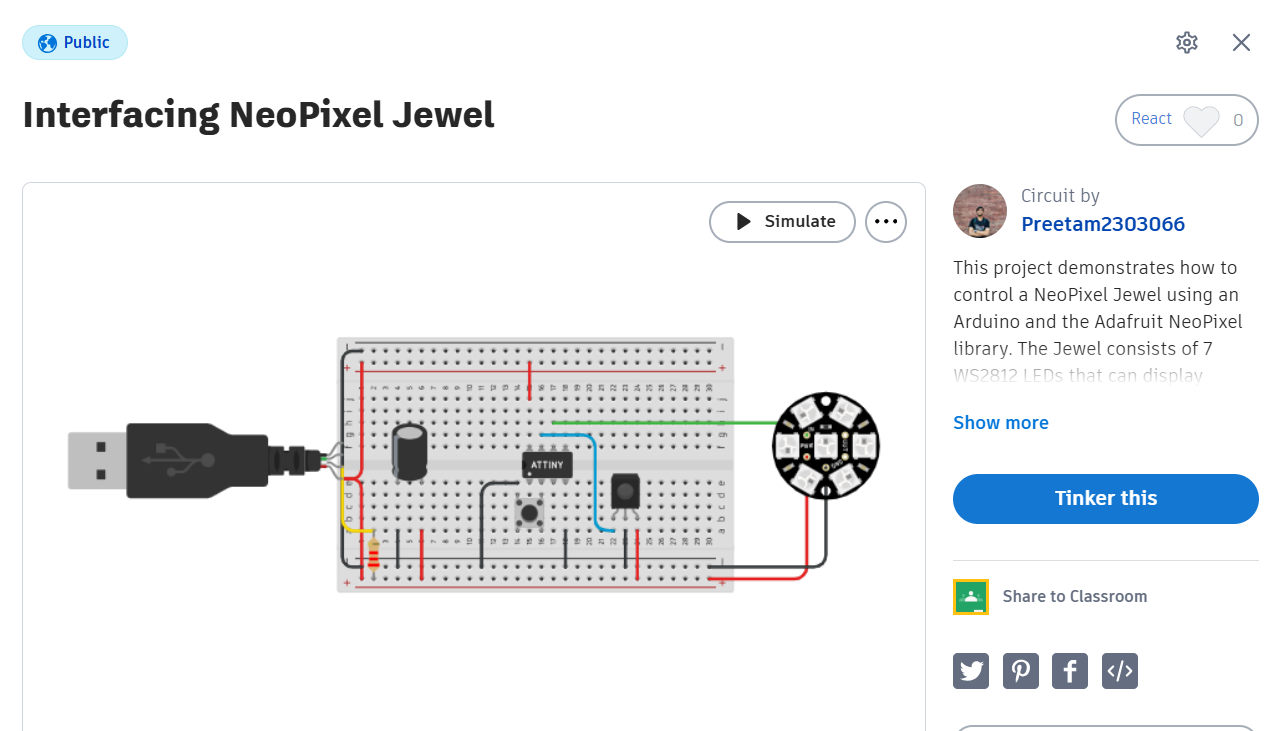 Public
Interfacing NeoPixel Jewel
React 0
Simulate
ATTINY
Circuit by
Preetam2303066
This project demonstrates how to
control a NeoPixel Jewel using an
Arduino and the Adafruit NeoPixel
library. The Jewel consists of 7
WS2812 LEDs that can display
Show more
Tinker this
Share to Classroom